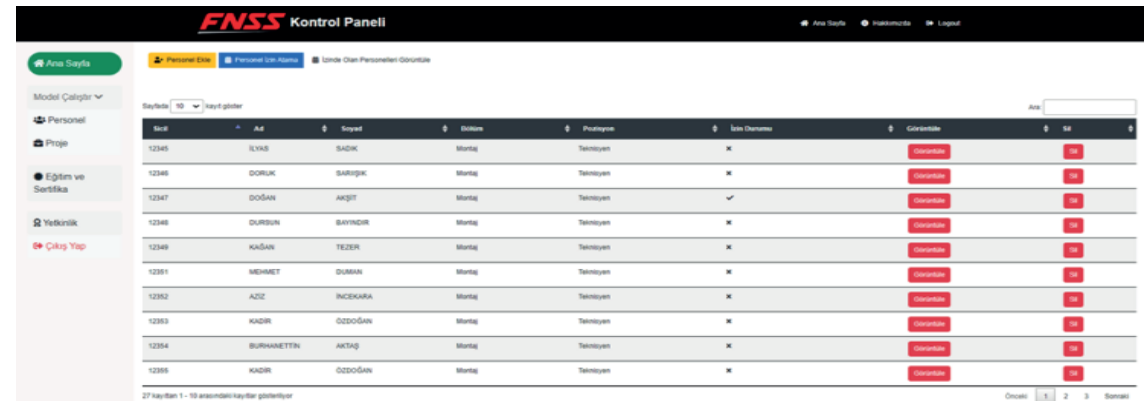 FNSS Kontrol Paneli
Ana Sayfa Hakkımızda Logout
Ana Sayfa
Model Çalıştır
Personel
Proje
Eğitim ve
Sertifika
Yetkinlik
Çıkış Yap
Personel Ekle Personel İzin Atama İzinde Olan Personelleri Görüntüle
Sayfada 10 kayıt göster
Ara:
Sicil Ad Soyad Bölüm Pozisyon İzin Durumu Görüntüle Sil
12345 İLYAS SADIK Montaj Teknisyen Görüntüle Sil
12346 DORUK SARIIŞIK Montaj Teknisyen Görüntüle Sil
12347 DOĞAN AKŞİT Montaj Teknisyen Görüntüle Sil
12348 DURSUN BAYINDIR Montaj Teknisyen Görüntüle Sil
12349 KAĞAN TEZER Montaj Teknisyen Görüntüle Sil
12351 MEHMET DUMAN Montaj Teknisyen Görüntüle Sil
12352 AZİZ İNCEKARA Montaj Teknisyen Görüntüle Sil
12353 KADİR ÖZDOĞAN Montaj Teknisyen Görüntüle Sil
12354 BURHANETTİN AKTAŞ Montaj Teknisyen Görüntüle Sil
12355 KADİR ÖZDOĞAN Montaj Teknisyen Görüntüle Sil
27 kayıttan 1 - 10 arasındaki kayıtlar gösteriliyor
Önceki 1 2 3 Sonraki